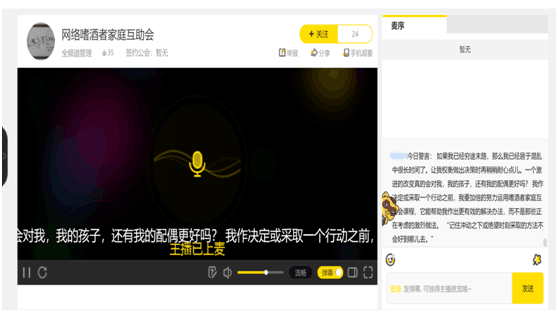 网络嗜酒者家庭互助会
+ 关注
24
全频道管理
35
签约公会：暂无
举报
分享
手机观看
会对我，我的孩子，还有我的配偶更好吗？ 我作决定或采取一个行动之前，
主播已上麦
流畅
弹幕
麦序
暂无
今日警言： 如果我已经穷途末路，那么我已经居于混乱
中很长时间了。让我权衡做出决策时再稍稍耐心点儿。一个激
进的改变真的会对我，我的孩子，还有我的配偶更好吗？ 我作
决定或采取一个行动之前，我要加倍的努力运用嗜酒者家庭互
会课程，它能帮助我作出更有效的解决办法，而不是那些正
在考虑的激烈做法。 “记住冲动之下或绝望时刻采取的方法不
会好到哪儿去。”
登录 发弹幕, 可独得主播夜宠哦~
发送